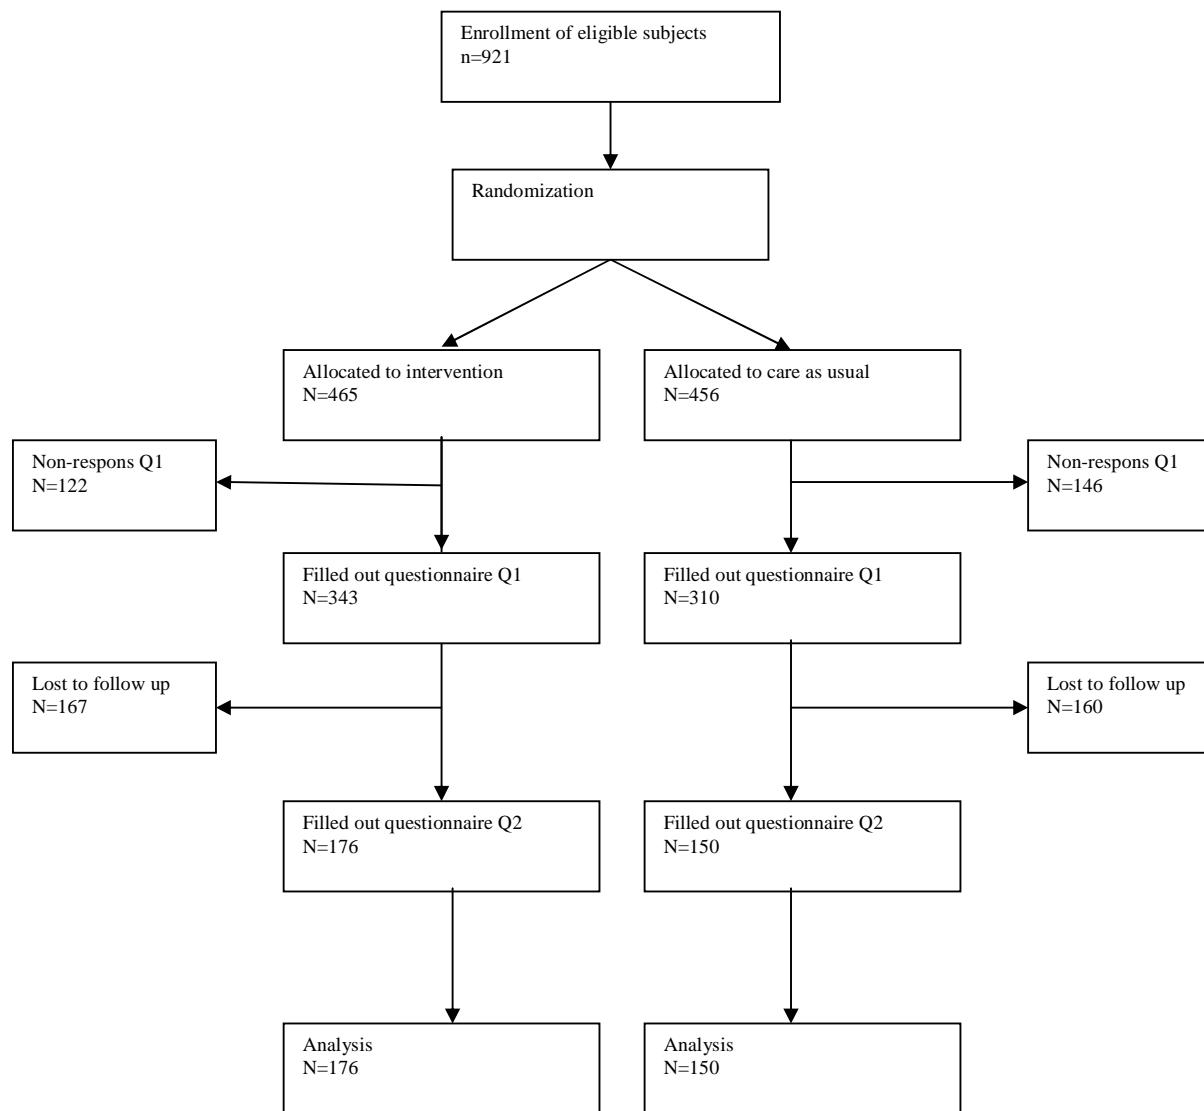 Enrollment of eligible subjects
n=921
Randomization
Allocated to intervention
N=465
Allocated to care as usual
N=456
Non-respons Q1
N=122
Non-respons Q1
N=146
Filled out questionnaire Q1
N=343
Filled out questionnaire Q1
N=310
Lost to follow up
N=167
Lost to follow up
N=160
Filled out questionnaire Q2
N=176
Filled out questionnaire Q2
N=150
Analysis
N=176
Analysis
N=150